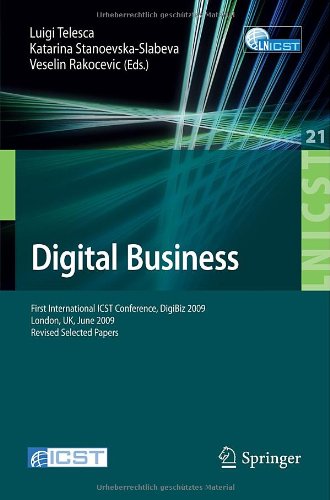 Urheberrechtlich geschütztes Material
Luigi Telesca
Katarina Stanoevska-Slabeva
Veselin Rakocevic (Eds.)
LNICST
21
LNICST
Digital Business
First International ICST Conference, DigiBiz 2009
London, UK, June 2009
Revised Selected Papers
ICST
Springer
Urheberrechtlich geschütztes Material